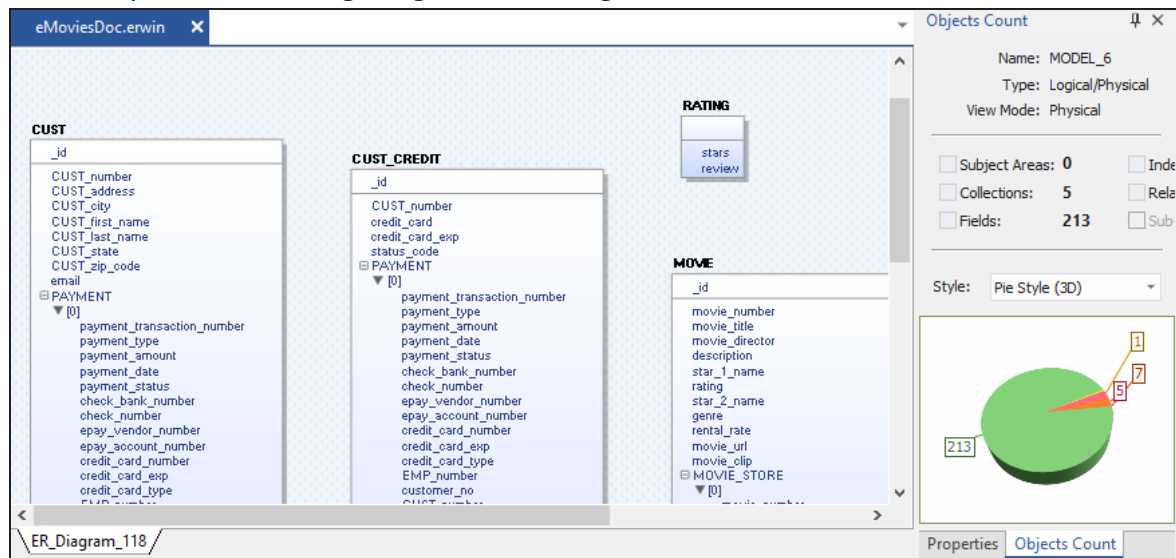 eMoviesDoc.erwin
CUST
_id
CUST_number
CUST_address
CUST_city
CUST_first_name
CUST_last_name
CUST_state
CUST_zip_code
email
PAYMENT
[0]
payment_transaction_number
payment_type
payment_amount
payment_date
payment_status
check_bank_number
check_number
epay_vendor_number
epay_account_number
credit_card_number
credit_card_exp
credit_card_type
CUST_CREDIT
_id
CUST_number
credit_card
credit_card_exp
status_code
PAYMENT
[0]
payment_transaction_number
payment_type
payment_amount
payment_date
payment_status
check_bank_number
check_number
epay_vendor_number
epay_account_number
credit_card_number
credit_card_exp
credit_card_type
EMP_number
customer_no
RATING
stars
review
MOVIE
_id
movie_number
movie_title
movie_director
description
star_1_name
rating
star_2_name
genre
rental_rate
movie_url
movie_clip
MOVIE_STORE
[0]
ER_Diagram_118
Objects Count
Name: MODEL_6
Type: Logical/Physical
View Mode: Physical
Subject Areas: 0 Inde
Collections: 5 Rela
Fields: 213 Sub
Style: Pie Style (3D)
1
7
5
213
Properties Objects Count